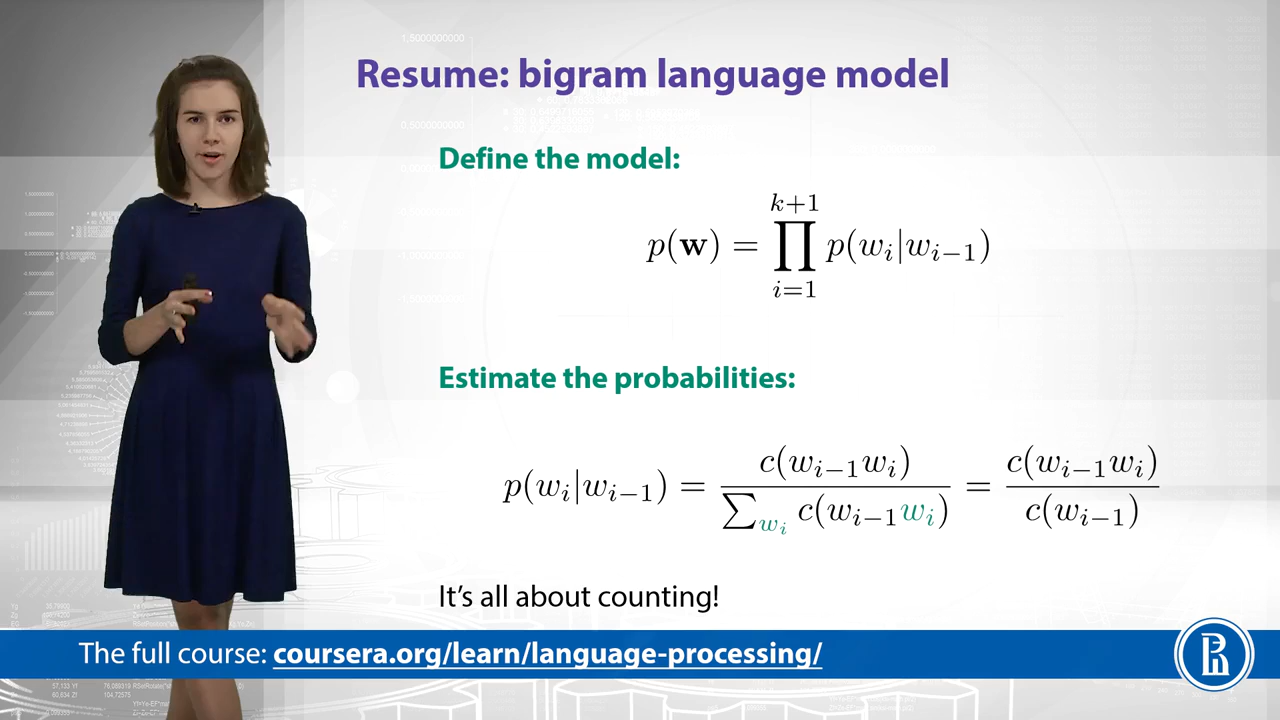 Resume: bigram language model
Define the model:
p(w) = ∏_{i=1}^{k+1} p(w_i|w_{i-1})
Estimate the probabilities:
p(w_i|w_{i-1}) = c(w_{i-1}w_i) / ∑_{w_i} c(w_{i-1}w_i) = c(w_{i-1}w_i) / c(w_{i-1})
It's all about counting!
The full course: coursera.org/learn/language-processing/